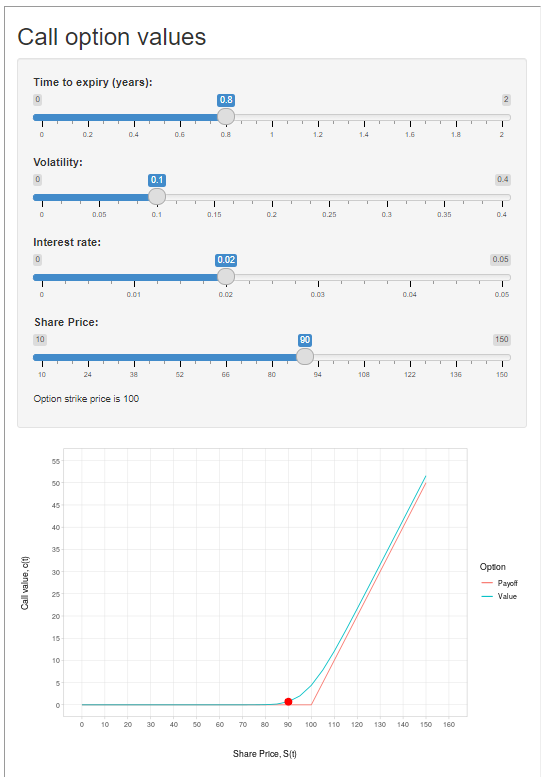 Call option values
Time to expiry (years):
0 0.8 2
0 0.2 0.4 0.6 0.8 1 1.2 1.4 1.6 1.8 2
Volatility:
0 0.1 0.4
0 0.05 0.1 0.15 0.2 0.25 0.3 0.35 0.4
Interest rate:
0 0.02 0.05
0 0.01 0.02 0.03 0.04 0.05
Share Price:
10 90 150
10 24 38 52 66 80 94 108 122 136 150
Option strike price is 100
55
50
45
40
35
30
25
20
15
10
5
0
Call value, c(t)
0 10 20 30 40 50 60 70 80 90 100 110 120 130 140 150 160
Share Price, S(t)
Option
Payoff
Value